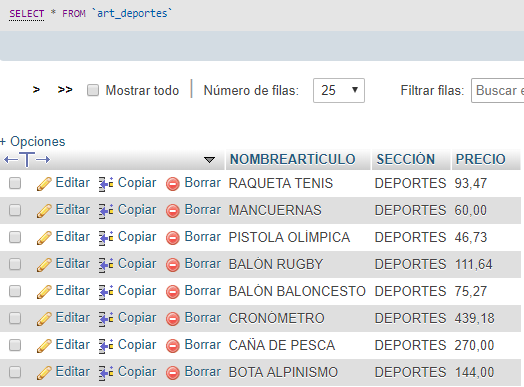 SELECT * FROM `art_deportes`
> >> Mostrar todo | Número de filas: 25 Filtrar filas: Buscar e
+ Opciones
←T→ NOMBREARTÍCULO SECCIÓN PRECIO
Editar Copiar Borrar RAQUETA TENIS DEPORTES 93,47
Editar Copiar Borrar MANCUERNAS DEPORTES 60,00
Editar Copiar Borrar PISTOLA OLÍMPICA DEPORTES 46,73
Editar Copiar Borrar BALÓN RUGBY DEPORTES 111,64
Editar Copiar Borrar BALÓN BALONCESTO DEPORTES 75,27
Editar Copiar Borrar CRONÓMETRO DEPORTES 439,18
Editar Copiar Borrar CAÑA DE PESCA DEPORTES 270,00
Editar Copiar Borrar BOTA ALPINISMO DEPORTES 144,00